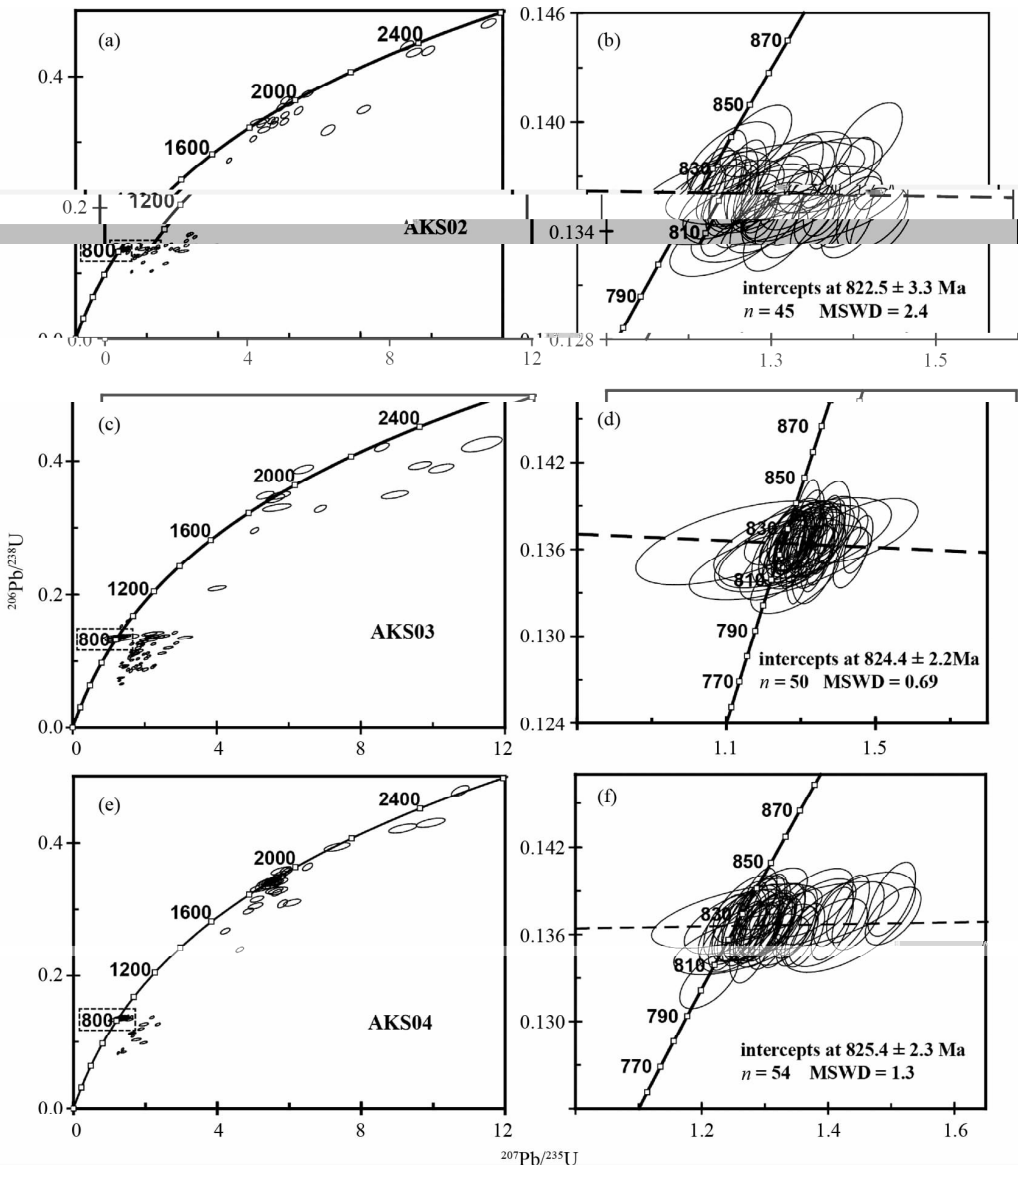 (a)
2400
2000
0.4
1600
1200
0.2
AKS02
800
0.0
0 4 8 12
(b)
0.146
870
850
0.140
830
0.134
810
790
intercepts at 822.5 ± 3.3 Ma
n = 45 MSWD = 2.4
0.128
1.3 1.5
(c)
2400
0.4
2000
1600
1200
0.2
800
AKS03
0.0
0 4 8 12
206Pb/238U
(d)
870
0.142
850
830
0.136
810
0.130
790
intercepts at 824.4 ± 2.2Ma
770
n = 50 MSWD = 0.69
0.124
1.1 1.5
(e)
2400
0.4
2000
1600
1200
0.2
800
AKS04
0.0
0 4 8 12
(f)
870
0.142
850
830
0.136
810
0.130
790
intercepts at 825.4 ± 2.3 Ma
770
n = 54 MSWD = 1.3
1.2 1.4 1.6
207Pb/235U